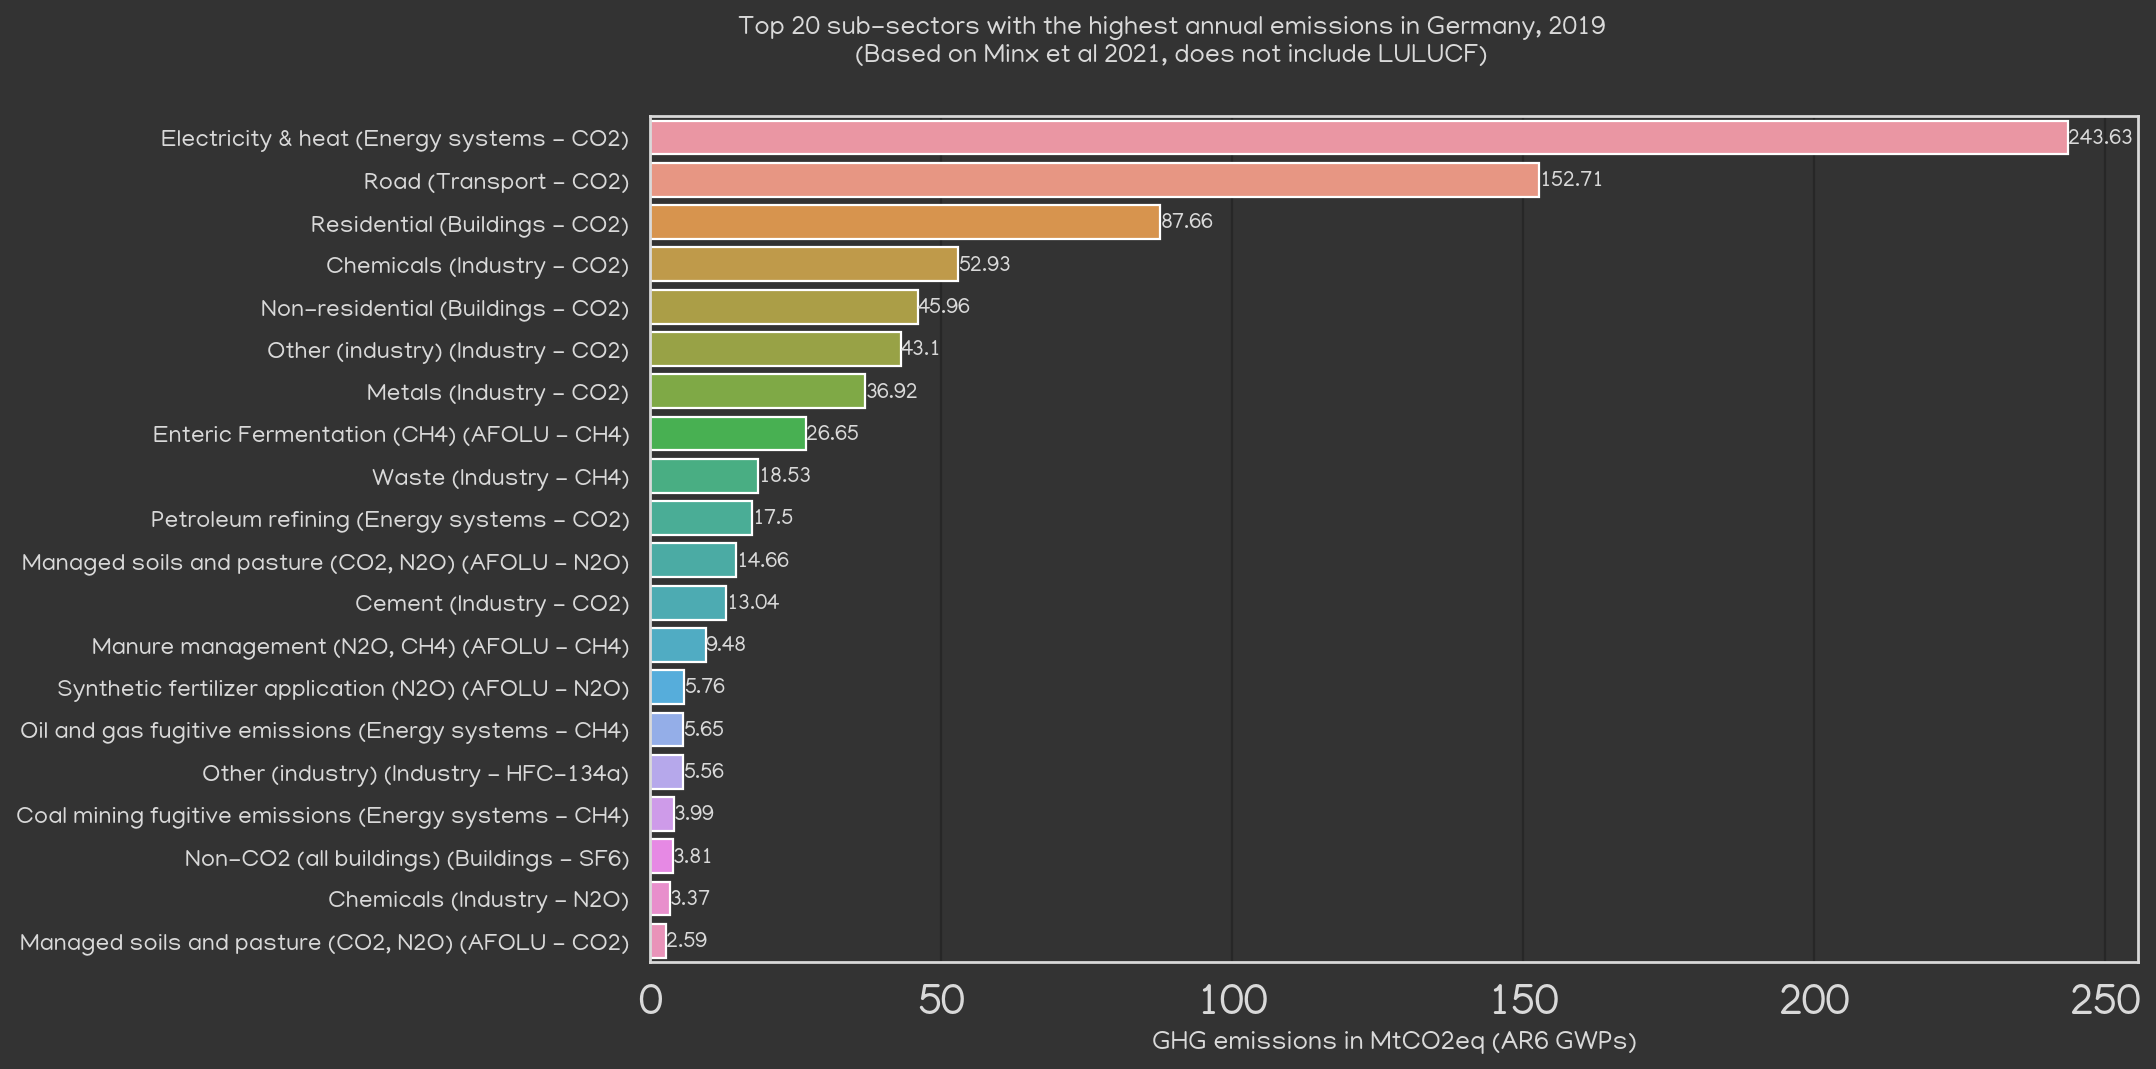 Top 20 sub-sectors with the highest annual emissions in Germany, 2019
(Based on Minx et al 2021, does not include LULUCF)
Electricity & heat (Energy systems - CO2) 243.63
Road (Transport - CO2) 152.71
Residential (Buildings - CO2) 87.66
Chemicals (Industry - CO2) 52.93
Non-residential (Buildings - CO2) 45.96
Other (industry) (Industry - CO2) 43.1
Metals (Industry - CO2) 36.92
Enteric Fermentation (CH4) (AFOLU - CH4) 26.65
Waste (Industry - CH4) 18.53
Petroleum refining (Energy systems - CO2) 17.5
Managed soils and pasture (CO2, N2O) (AFOLU - N2O) 14.66
Cement (Industry - CO2) 13.04
Manure management (N2O, CH4) (AFOLU - CH4) 9.48
Synthetic fertilizer application (N2O) (AFOLU - N2O) 5.76
Oil and gas fugitive emissions (Energy systems - CH4) 5.65
Other (industry) (Industry - HFC-134a) 5.56
Coal mining fugitive emissions (Energy systems - CH4) 3.99
Non-CO2 (all buildings) (Buildings - SF6) 3.81
Chemicals (Industry - N2O) 3.37
Managed soils and pasture (CO2, N2O) (AFOLU - CO2) 2.59
0 50 100 150 200 250
GHG emissions in MtCO2eq (AR6 GWPs)